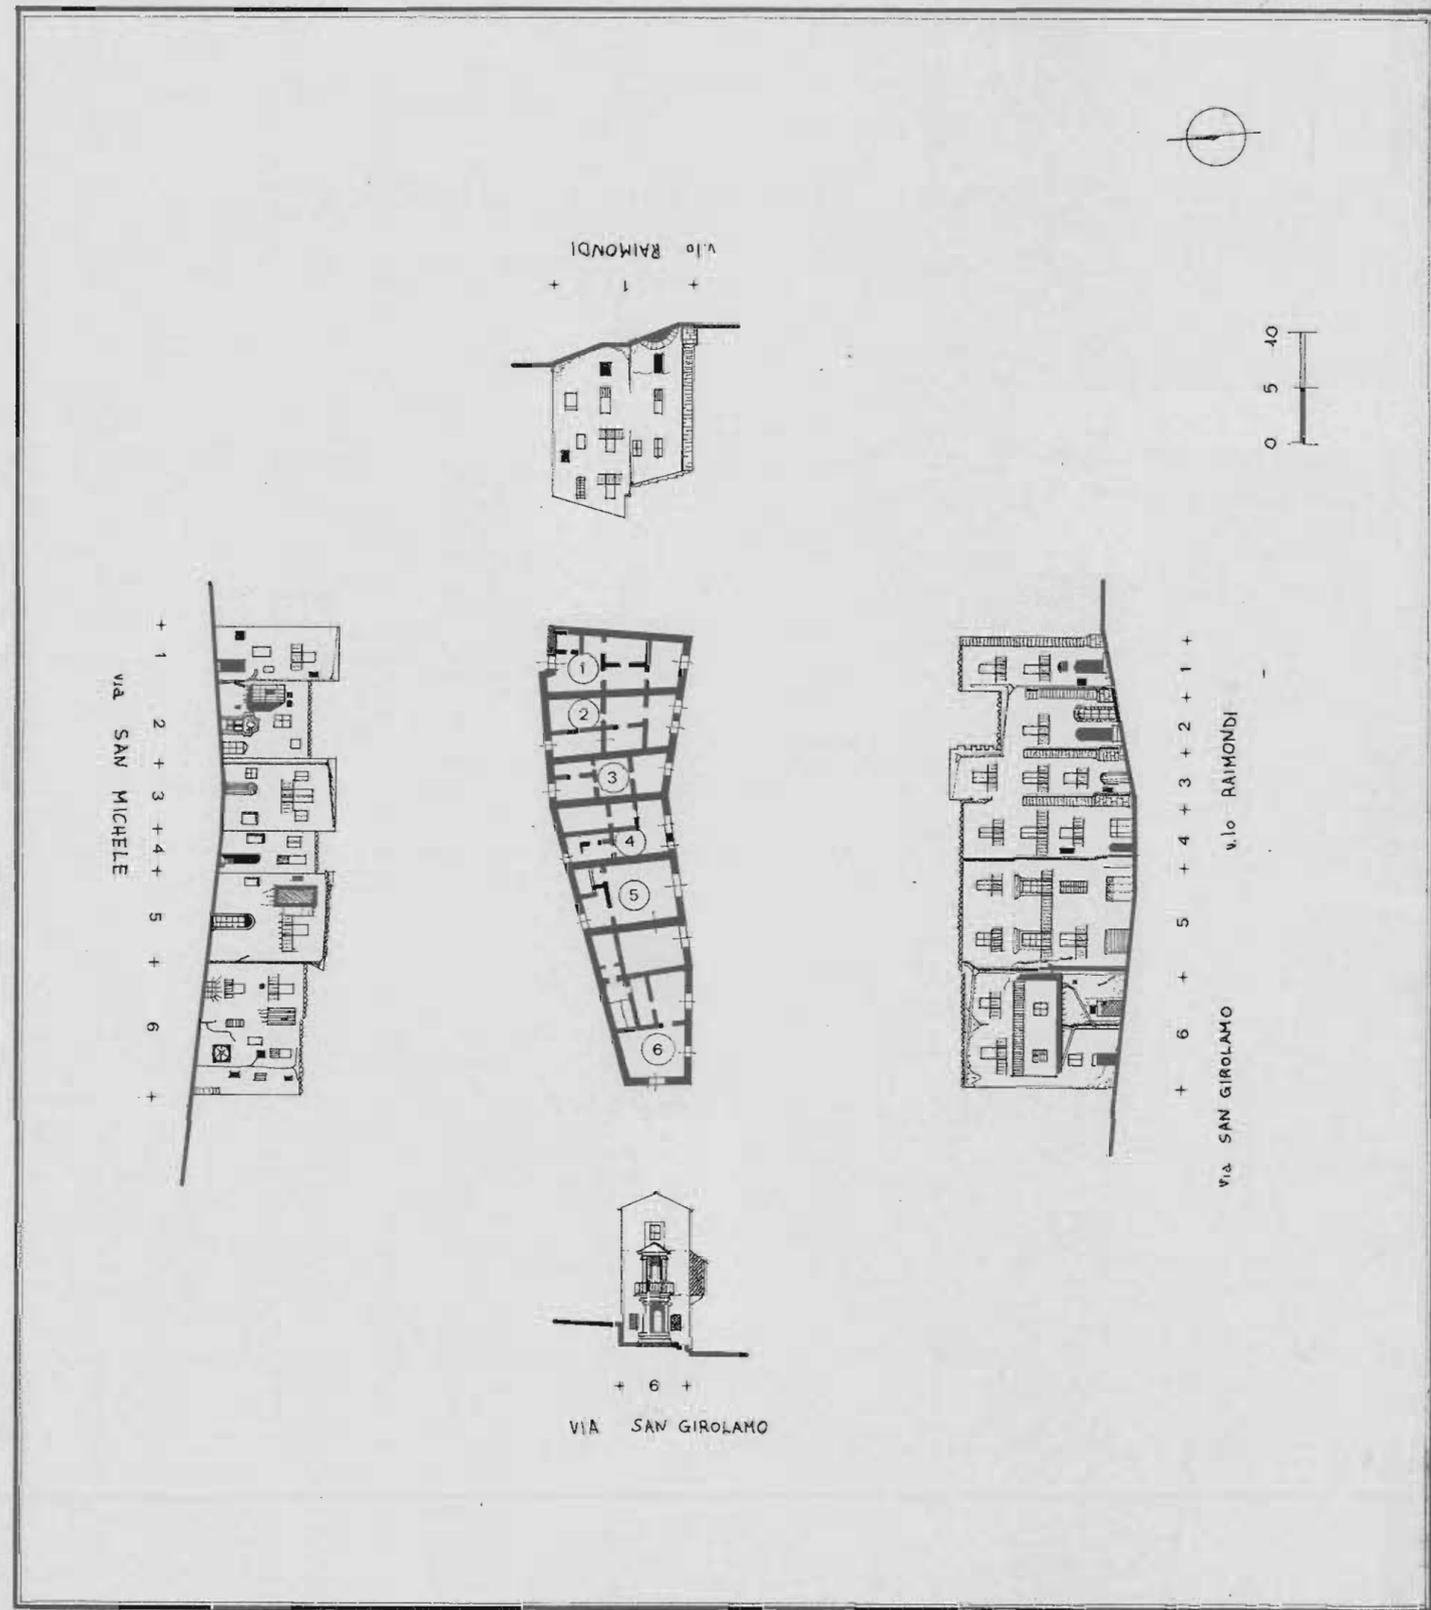 v.lo RAIMONDI
+ 1 +
0 5 10
+ 1 2 + 3 +4+ 5 + 6 +
via SAN MICHELE
1
2
3
4
5
6
+ 1 + 2 + 3 + 4 + 5 + 6 +
v.lo RAIMONDI
via SAN GIROLAMO
+ 6 +
VIA SAN GIROLAMO